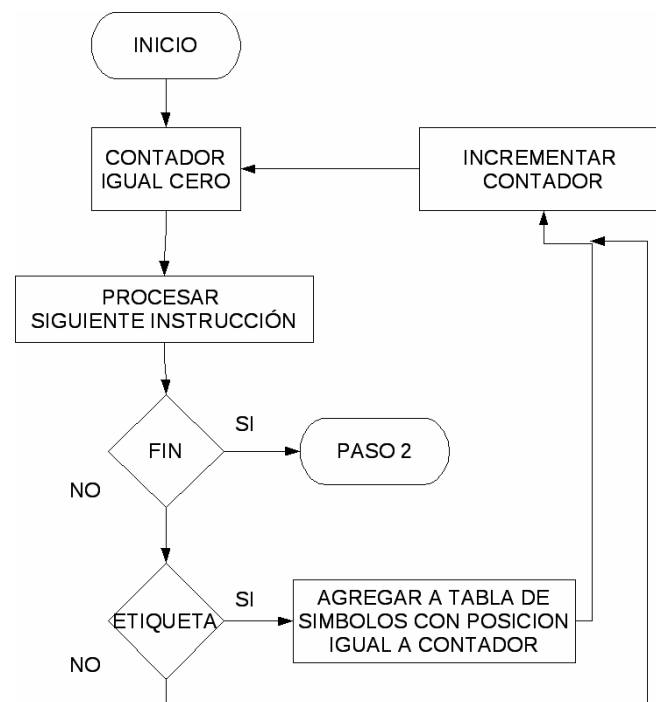 INICIO
CONTADOR
IGUAL CERO
INCREMENTAR
CONTADOR
PROCESAR
SIGUIENTE INSTRUCCIÓN
FIN
SI
PASO 2
NO
ETIQUETA
SI
AGREGAR A TABLA DE
SIMBOLOS CON POSICION
IGUAL A CONTADOR
NO